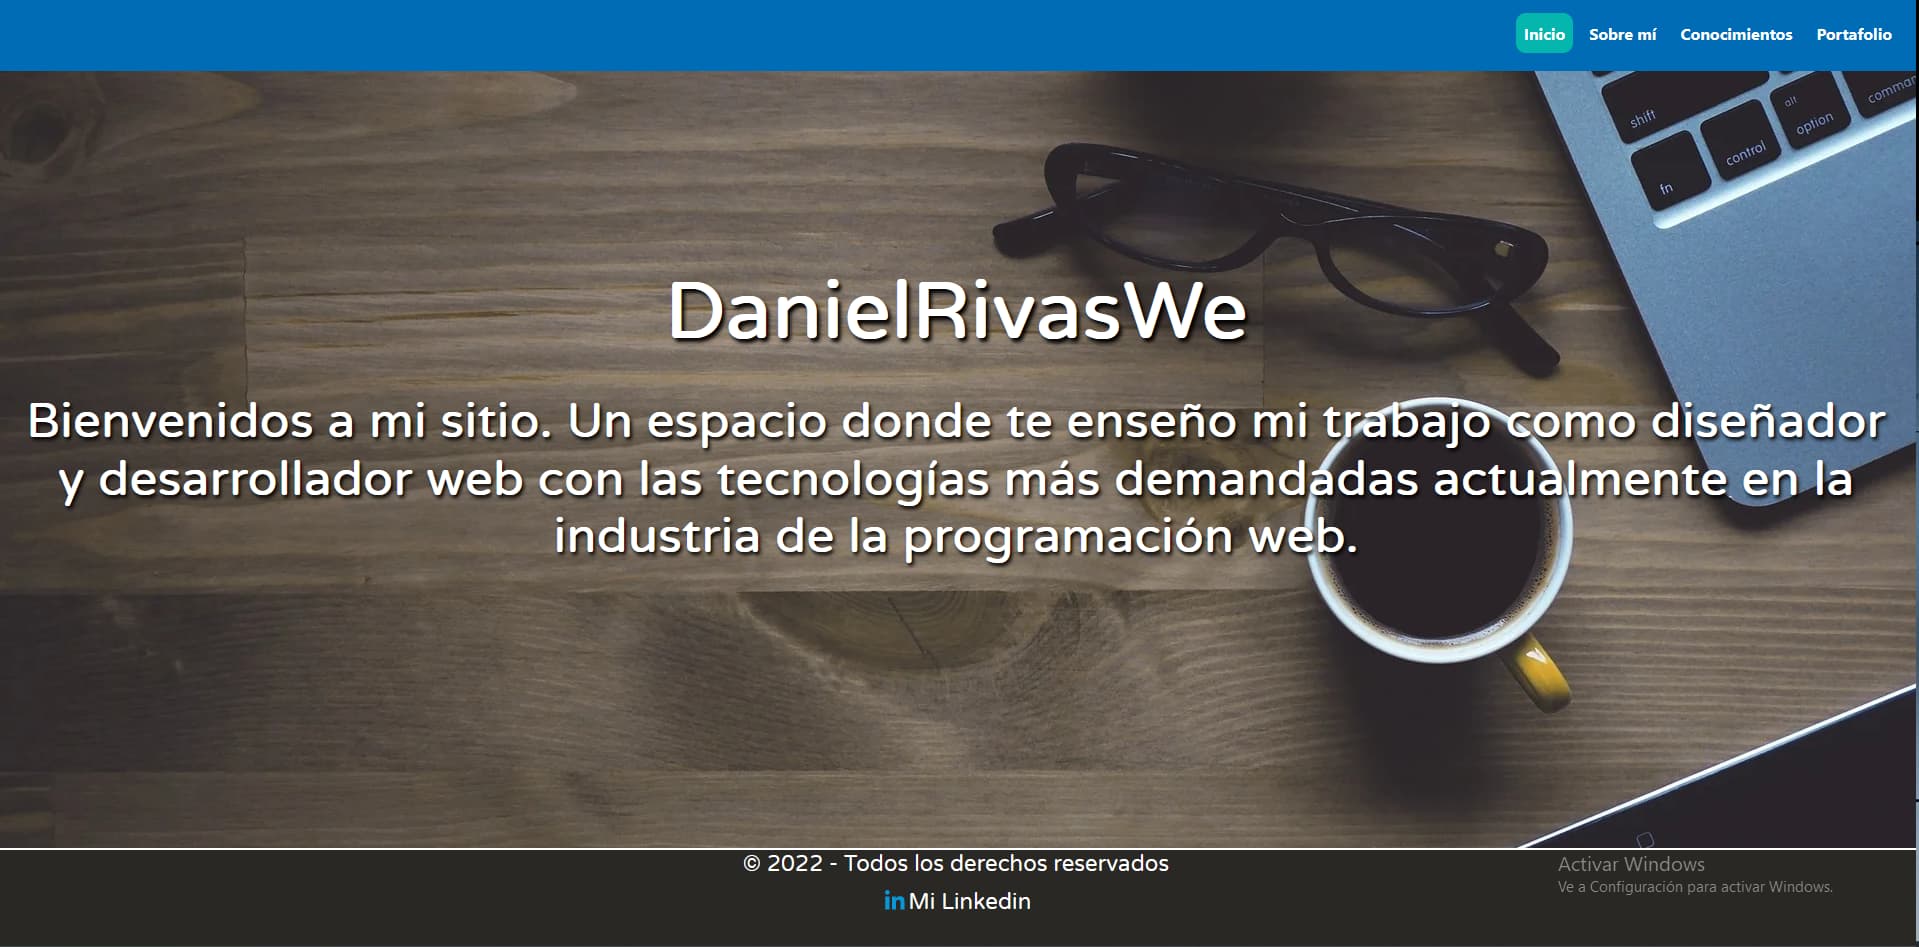 Inicio Sobre mí Conocimientos Portafolio
shift
alt
option
command
control
fn
DanielRivasWe
Bienvenidos a mi sitio. Un espacio donde te enseño mi trabajo como diseñador
y desarrollador web con las tecnologías más demandadas actualmente en la
industria de la programación web.
© 2022 - Todos los derechos reservados
in Mi Linkedin
Activar Windows
Ve a Configuración para activar Windows.